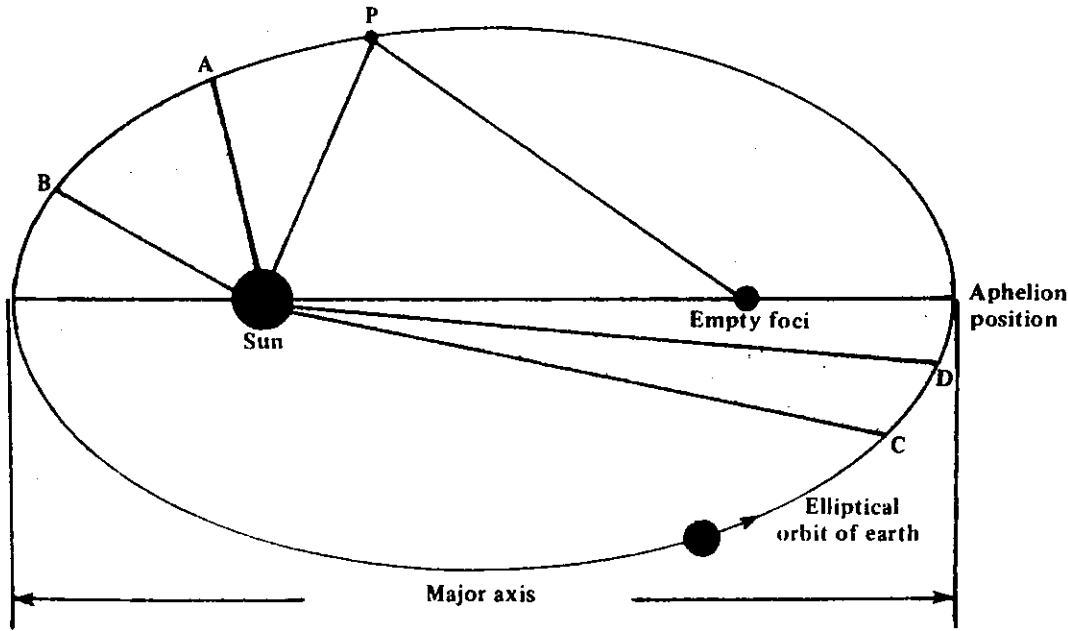 P
A
B
Aphelion
position
Empty foci
Sun
D
C
Elliptical
orbit of earth
Major axis